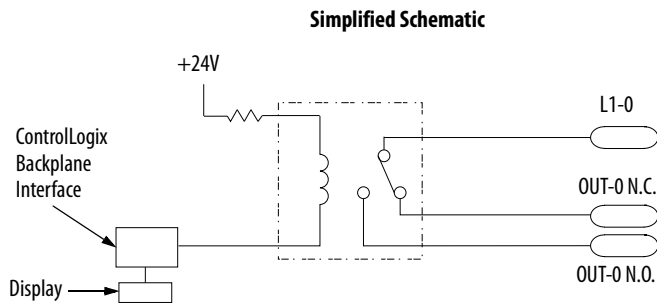 Simplified Schematic
+24V
L1-0
ControlLogix
Backplane
Interface
OUT-0 N.C.
Display
OUT-0 N.O.